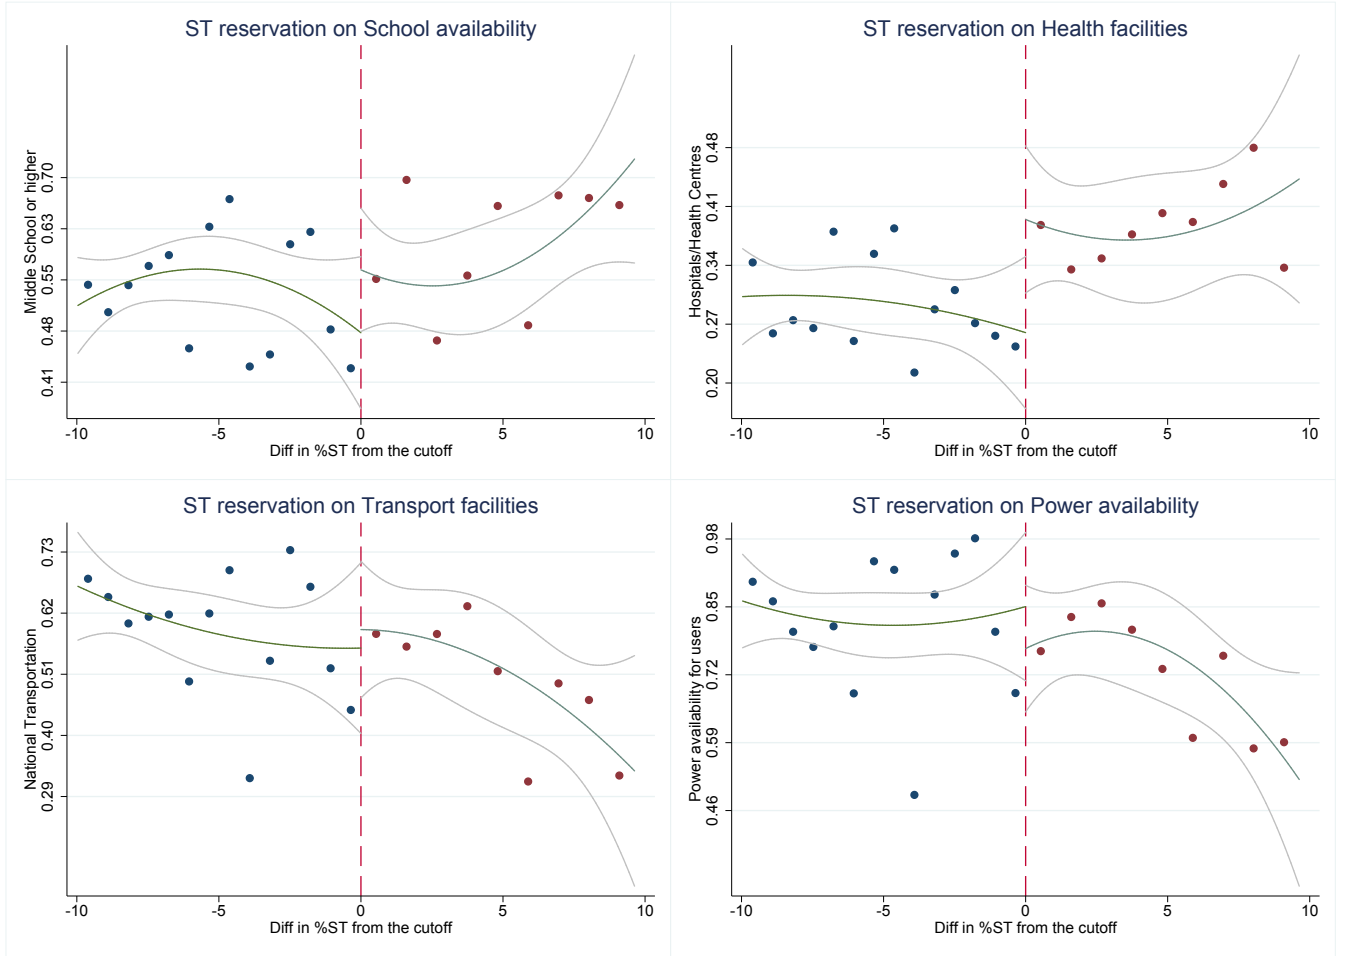 ST reservation on School availability
Middle School or higher
0.70
0.63
0.55
0.48
0.41
-10 -5 0 5 10
Diff in %ST from the cutoff
ST reservation on Health facilities
Hospitals/Health Centres
0.48
0.41
0.34
0.27
0.20
-10 -5 0 5 10
Diff in %ST from the cutoff
ST reservation on Transport facilities
National Transportation
0.73
0.62
0.51
0.40
0.29
-10 -5 0 5 10
Diff in %ST from the cutoff
ST reservation on Power availability
Power availability for users
0.98
0.85
0.72
0.59
0.46
-10 -5 0 5 10
Diff in %ST from the cutoff